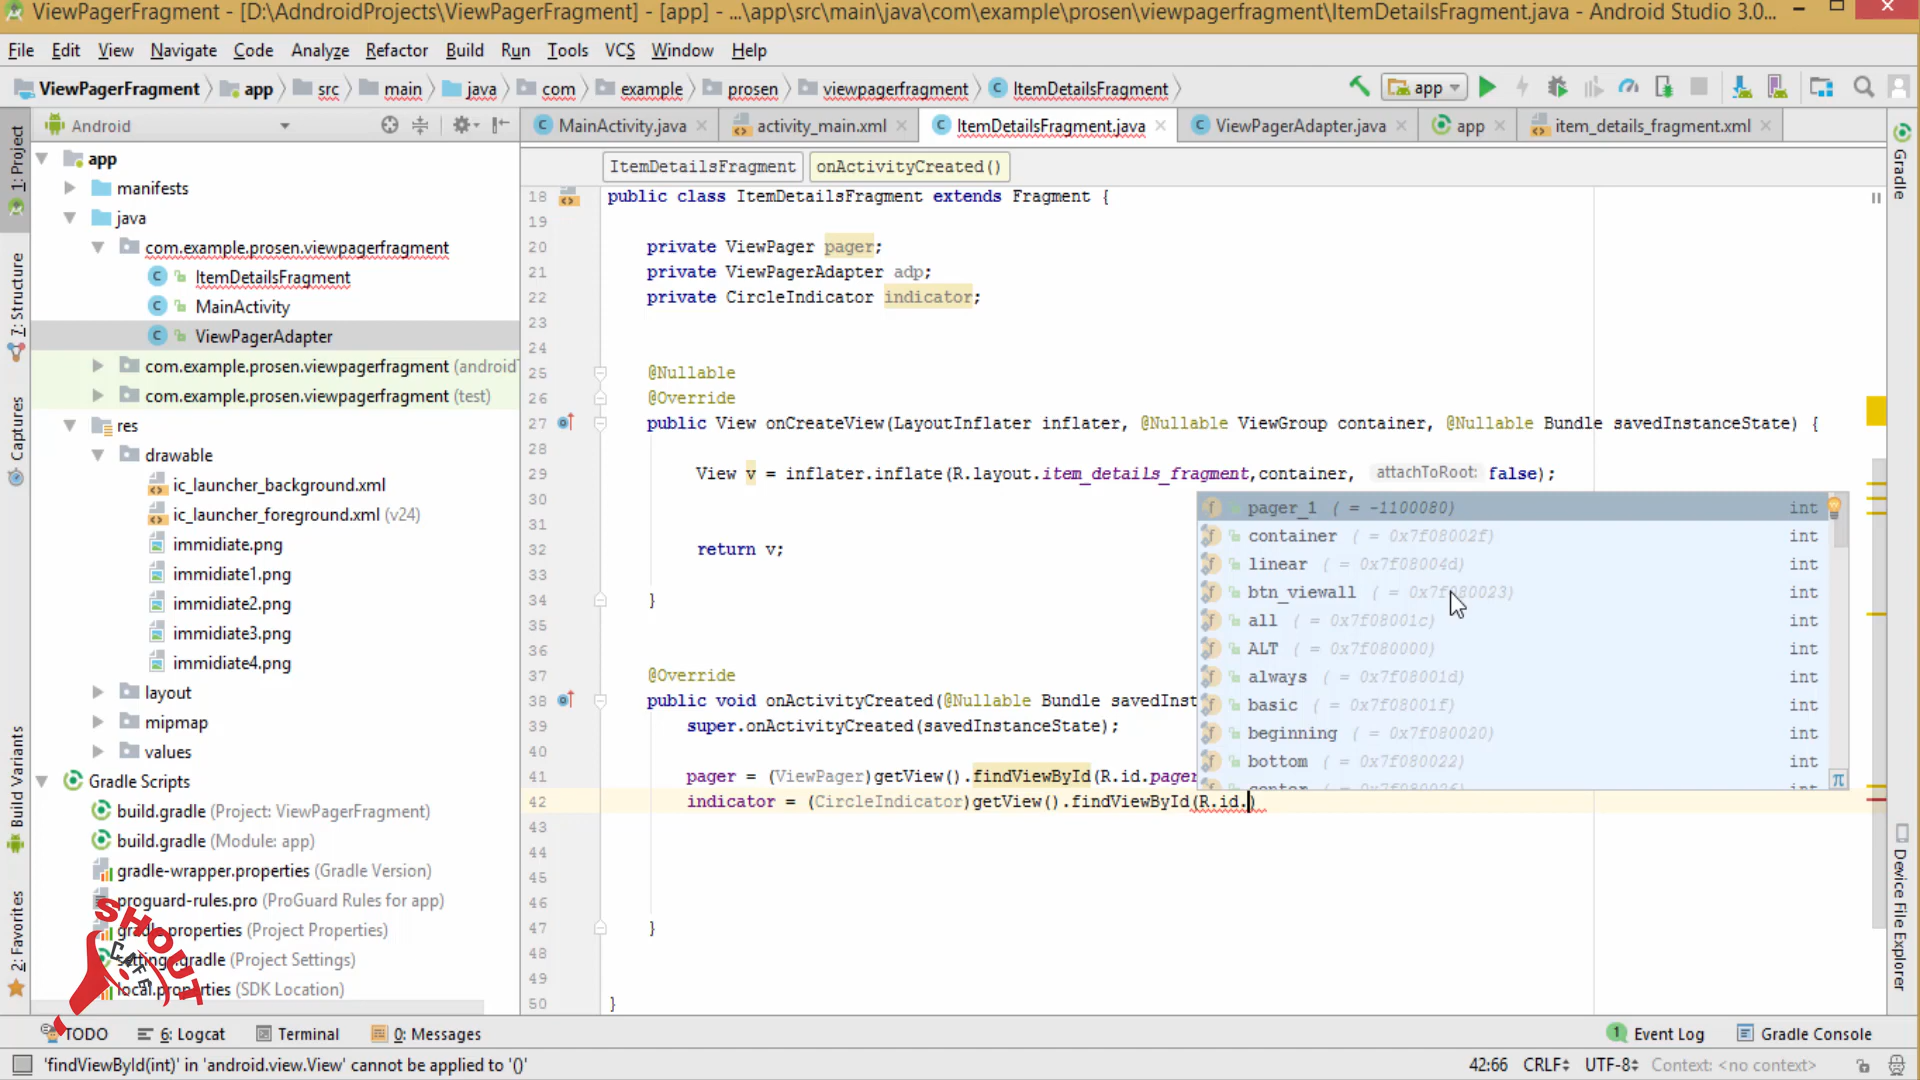 ViewPagerFragment - [D:\AdndroidProjects\ViewPagerFragment] - [app] - ...\app\src\main\java\com\example\prosen\viewpagerfragment\ItemDetailsFragment.java - Android Studio 3.0...
File Edit View Navigate Code Analyze Refactor Build Run Tools VCS Window Help
ViewPagerFragment app src main java com example prosen viewpagerfragment ItemDetailsFragment app
Android MainActivity.java activity_main.xml ItemDetailsFragment.java ViewPagerAdapter.java app item_details_fragment.xml
ItemDetailsFragment onActivityCreated()
1: Project
7: Structure
Captures
Build Variants
2: Favorites
app
manifests
java
com.example.prosen.viewpagerfragment
ItemDetailsFragment
MainActivity
ViewPagerAdapter
com.example.prosen.viewpagerfragment (android
com.example.prosen.viewpagerfragment (test)
res
drawable
ic_launcher_background.xml
ic_launcher_foreground.xml (v24)
immidiate.png
immidiate1.png
immidiate2.png
immidiate3.png
immidiate4.png
layout
mipmap
values
Gradle Scripts
build.gradle (Project: ViewPagerFragment)
build.gradle (Module: app)
gradle-wrapper.properties (Gradle Version)
proguard-rules.pro (ProGuard Rules for app)
gradle.properties (Project Properties)
settings.gradle (Project Settings)
local.properties (SDK Location)
SHOUT
CAFE
18 public class ItemDetailsFragment extends Fragment {
19
20 private ViewPager pager;
21 private ViewPagerAdapter adp;
22 private CircleIndicator indicator;
23
24
25 @Nullable
26 @Override
27 public View onCreateView(LayoutInflater inflater, @Nullable ViewGroup container, @Nullable Bundle savedInstanceState) {
28
29 View v = inflater.inflate(R.layout.item_details_fragment,container, attachToRoot: false);
30
31
32 return v;
33
34 }
35
36
37 @Override
38 public void onActivityCreated(@Nullable Bundle savedInst
39 super.onActivityCreated(savedInstanceState);
40
41 pager = (ViewPager)getView().findViewById(R.id.pager
42 indicator = (CircleIndicator)getView().findViewById(R.id.)
43
44
45
46
47 }
48
49
50 }
pager_1 ( = -1100080) int
container ( = 0x7f08002f) int
linear ( = 0x7f08004d) int
btn_viewall ( = 0x7f080023) int
all ( = 0x7f08001c) int
ALT ( = 0x7f080000) int
always ( = 0x7f08001d) int
basic ( = 0x7f08001f) int
beginning ( = 0x7f080020) int
bottom ( = 0x7f080022) int
Gradle
Device File Explorer
TODO 6: Logcat Terminal 0: Messages 1 Event Log Gradle Console
'findViewById(int)' in 'android.view.View' cannot be applied to '()' 42:66 CRLF UTF-8 Context: <no context>